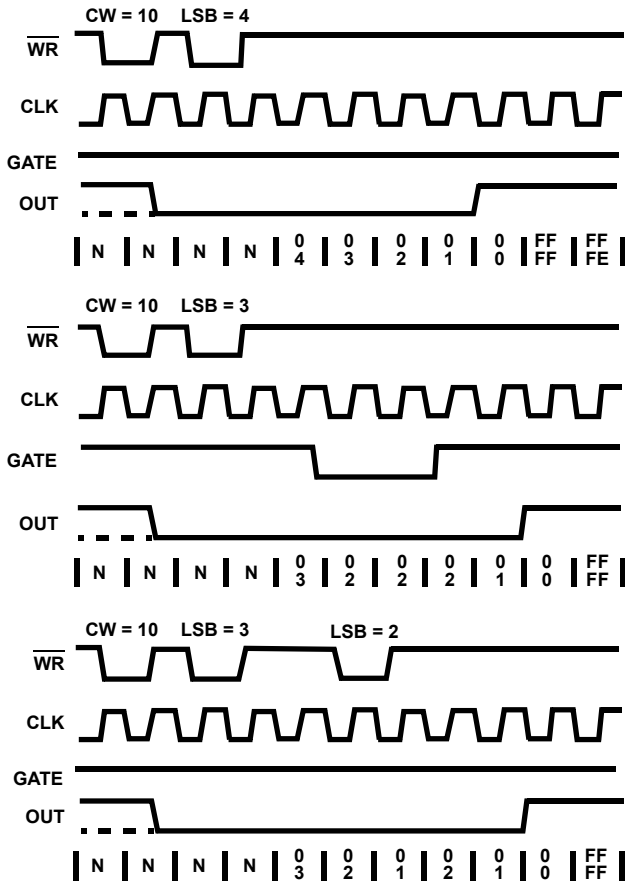 CW = 10 LSB = 4
WR
CLK
GATE
OUT
N N N N 0 0 0 0 0 FF FF
4 3 2 1 0 FF FE
CW = 10 LSB = 3
WR
CLK
GATE
OUT
N N N N 0 0 0 0 0 0 FF
3 2 2 2 1 0 FF
CW = 10 LSB = 3 LSB = 2
WR
CLK
GATE
OUT
N N N N 0 0 0 0 0 0 FF
3 2 1 2 1 0 FF